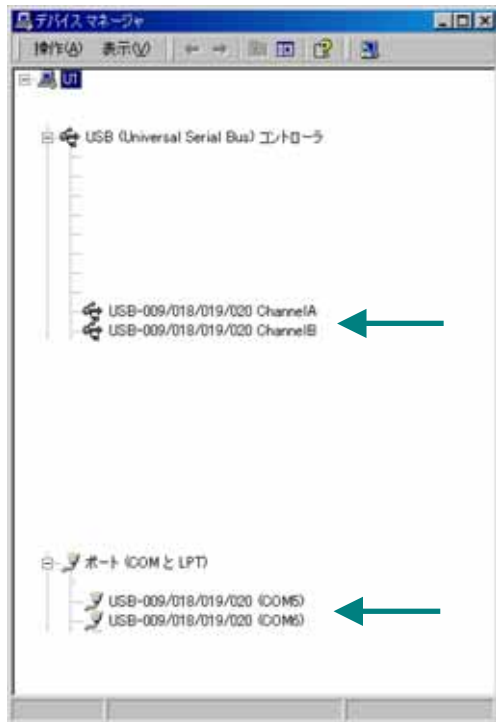 デバイス マネージャ
操作(A) 表示(V)
U1
USB (Universal Serial Bus) コントローラ
USB-009/018/019/020 ChannelA
USB-009/018/019/020 ChannelB
ポート (COM と LPT)
USB-009/018/019/020 (COM5)
USB-009/018/019/020 (COM6)